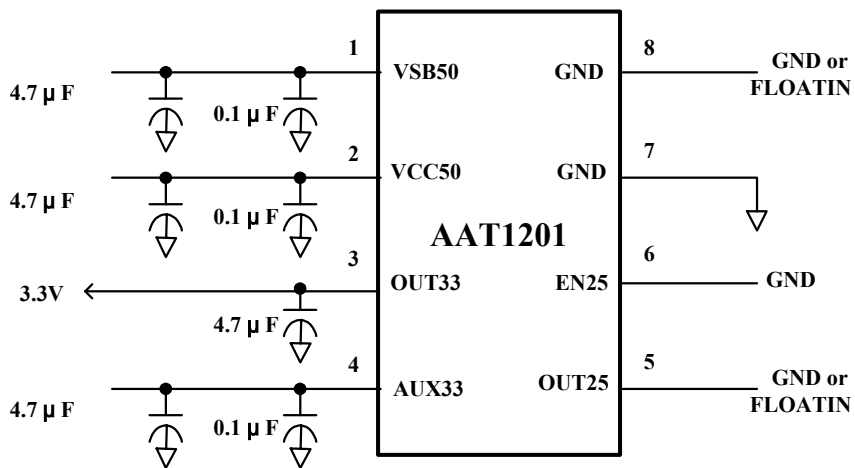 1
VSB50
GND
8
GND or
FLOATIN
4.7 μ F
0.1 μ F
2
VCC50
GND
7
4.7 μ F
0.1 μ F
AAT1201
3
OUT33
EN25
6
GND
3.3V
4.7 μ F
4
AUX33
OUT25
5
GND or
FLOATIN
4.7 μ F
0.1 μ F